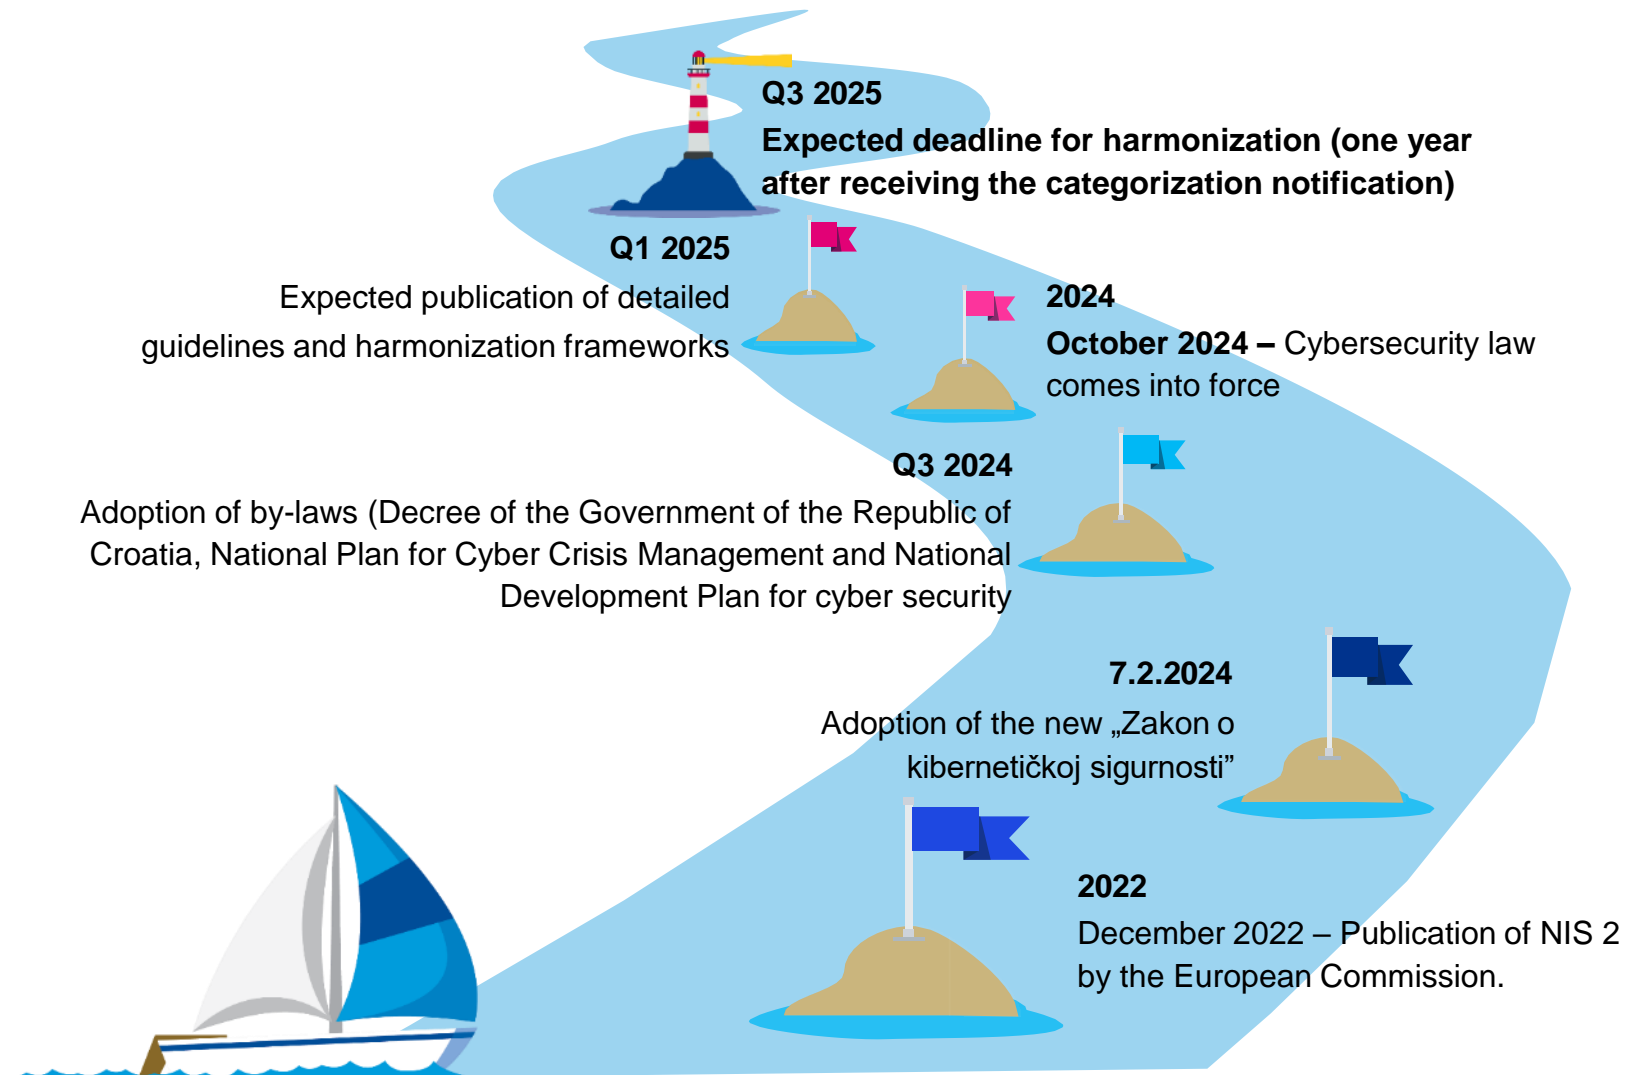 Q3 2025
Expected deadline for harmonization (one year
after receiving the categorization notification)
Q1 2025
Expected publication of detailed
guidelines and harmonization frameworks
2024
October 2024 – Cybersecurity law
comes into force
Q3 2024
Adoption of by-laws (Decree of the Government of the Republic of
Croatia, National Plan for Cyber Crisis Management and National
Development Plan for cyber security
7.2.2024
Adoption of the new „Zakon o
kibernetičkoj sigurnosti”
2022
December 2022 – Publication of NIS 2
by the European Commission.